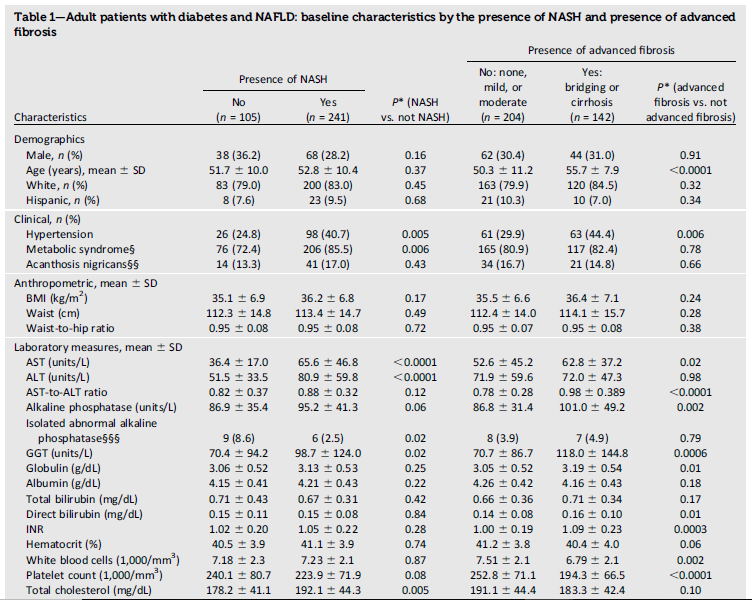 Table 1—Adult patients with diabetes and NAFLD: baseline characteristics by the presence of NASH and presence of advanced
fibrosis
Presence of advanced fibrosis
Presence of NASH
No: none, mild, or moderate (n = 204)
Yes: bridging or cirrhosis (n = 142)
P* (advanced fibrosis vs. not advanced fibrosis)
Characteristics
No (n = 105)
Yes (n = 241)
P* (NASH vs. not NASH)
Demographics
Male, n (%) 38 (36.2) 68 (28.2) 0.16 62 (30.4) 44 (31.0) 0.91
Age (years), mean ± SD 51.7 ± 10.0 52.8 ± 10.4 0.37 50.3 ± 11.2 55.7 ± 7.9 <0.0001
White, n (%) 83 (79.0) 200 (83.0) 0.45 163 (79.9) 120 (84.5) 0.32
Hispanic, n (%) 8 (7.6) 23 (9.5) 0.68 21 (10.3) 10 (7.0) 0.34
Clinical, n (%)
Hypertension 26 (24.8) 98 (40.7) 0.005 61 (29.9) 63 (44.4) 0.006
Metabolic syndrome§ 76 (72.4) 206 (85.5) 0.006 165 (80.9) 117 (82.4) 0.78
Acanthosis nigricans§§ 14 (13.3) 41 (17.0) 0.43 34 (16.7) 21 (14.8) 0.66
Anthropometric, mean ± SD
BMI (kg/m²) 35.1 ± 6.9 36.2 ± 6.8 0.17 35.5 ± 6.6 36.4 ± 7.1 0.24
Waist (cm) 112.3 ± 14.8 113.4 ± 14.7 0.49 112.4 ± 14.0 114.1 ± 15.7 0.28
Waist-to-hip ratio 0.95 ± 0.08 0.95 ± 0.08 0.72 0.95 ± 0.07 0.95 ± 0.08 0.38
Laboratory measures, mean ± SD
AST (units/L) 36.4 ± 17.0 65.6 ± 46.8 <0.0001 52.6 ± 45.2 62.8 ± 37.2 0.02
ALT (units/L) 51.5 ± 33.5 80.9 ± 59.8 <0.0001 71.9 ± 59.6 72.0 ± 47.3 0.98
AST-to-ALT ratio 0.82 ± 0.37 0.88 ± 0.32 0.12 0.78 ± 0.28 0.98 ± 0.389 <0.0001
Alkaline phosphatase (units/L) 86.9 ± 35.4 95.2 ± 41.3 0.06 86.8 ± 31.4 101.0 ± 49.2 0.002
Isolated abnormal alkaline
phosphatase§§§ 9 (8.6) 6 (2.5) 0.02 8 (3.9) 7 (4.9) 0.79
GGT (units/L) 70.4 ± 94.2 98.7 ± 124.0 0.02 70.7 ± 86.7 118.0 ± 144.8 0.0006
Globulin (g/dL) 3.06 ± 0.52 3.13 ± 0.53 0.25 3.05 ± 0.52 3.19 ± 0.54 0.01
Albumin (g/dL) 4.15 ± 0.41 4.21 ± 0.43 0.22 4.26 ± 0.42 4.16 ± 0.43 0.18
Total bilirubin (mg/dL) 0.71 ± 0.43 0.67 ± 0.31 0.42 0.66 ± 0.36 0.71 ± 0.34 0.17
Direct bilirubin (mg/dL) 0.15 ± 0.11 0.15 ± 0.08 0.84 0.14 ± 0.08 0.16 ± 0.10 0.01
INR 1.02 ± 0.20 1.05 ± 0.22 0.28 1.00 ± 0.19 1.09 ± 0.23 0.0003
Hematocrit (%) 40.5 ± 3.9 41.1 ± 3.9 0.74 41.2 ± 3.8 40.4 ± 4.0 0.06
White blood cells (1,000/mm³) 7.18 ± 2.3 7.23 ± 2.1 0.87 7.51 ± 2.1 6.79 ± 2.1 0.002
Platelet count (1,000/mm³) 240.1 ± 80.7 223.9 ± 71.9 0.08 252.8 ± 71.1 194.3 ± 66.5 <0.0001
Total cholesterol (mg/dL) 178.2 ± 41.1 192.1 ± 44.3 0.005 191.1 ± 44.4 183.3 ± 42.4 0.10